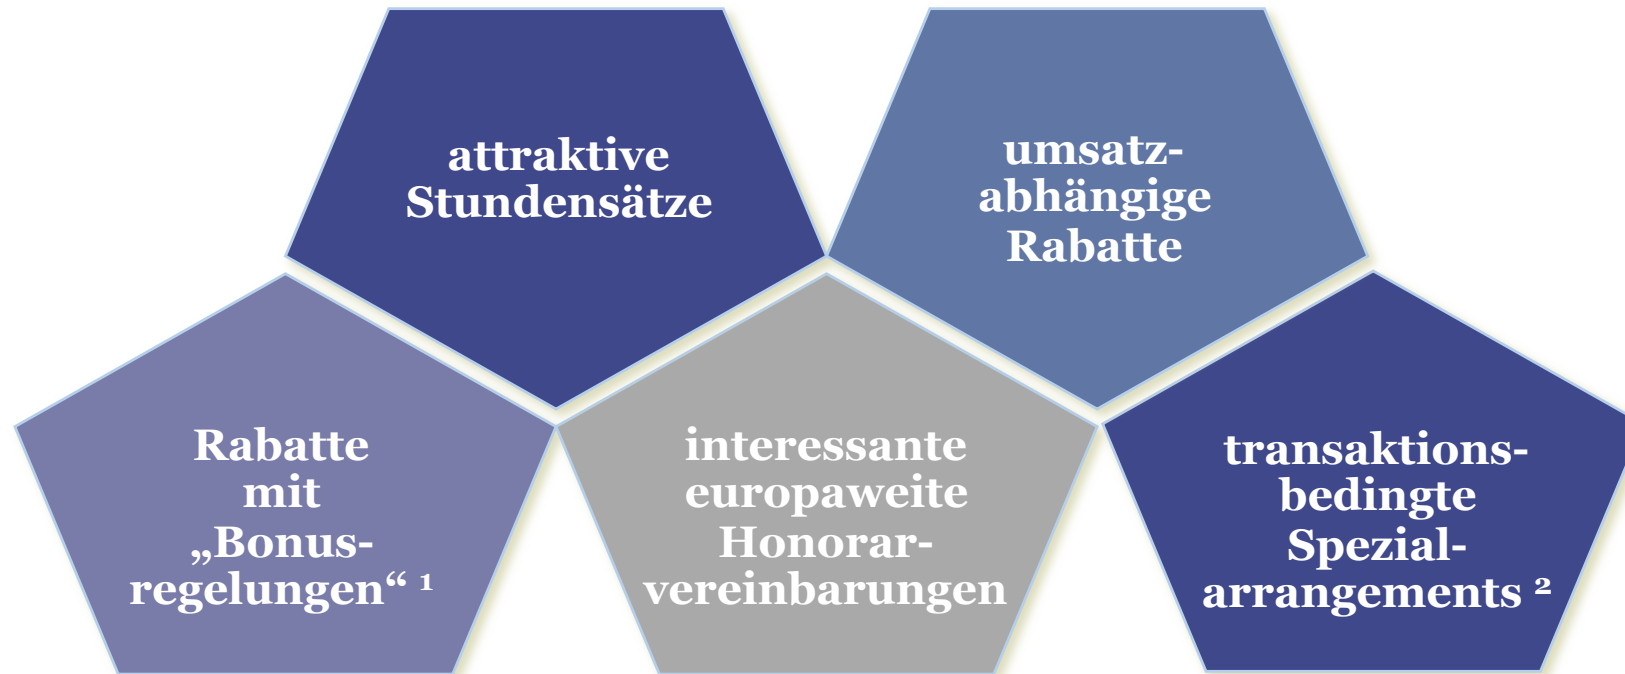 attraktive
Stundensätze
umsatz-
abhängige
Rabatte
Rabatte
mit
„Bonus-
regelungen“ ¹
interessante
europaweite
Honorar-
vereinbarungen
transaktions-
bedingte
Spezial-
arrangements ²